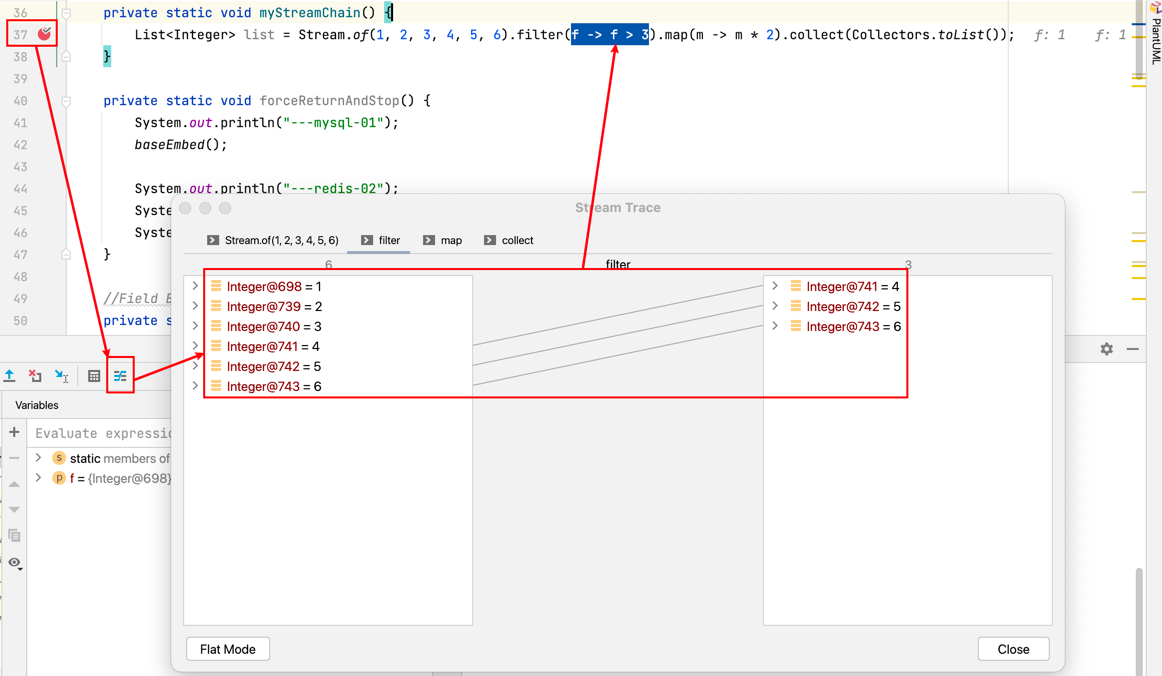 36 private static void myStreamChain() {
37 List<Integer> list = Stream.of(1, 2, 3, 4, 5, 6).filter(f -> f > 3).map(m -> m * 2).collect(Collectors.toList()); f: 1 f: 1
38 }
39
40 private static void forceReturnAndStop() {
41 System.out.println("---mysql-01");
42 baseEmbed();
43
44 System.out.println("---redis-02");
45 Syste
46 Syste
47 }
48
49 //Field B
50 private s
PlantUML
Stream Trace
Stream.of(1, 2, 3, 4, 5, 6) filter map collect
6 filter 3
Integer@698 = 1 Integer@741 = 4
Integer@739 = 2 Integer@742 = 5
Integer@740 = 3 Integer@743 = 6
Integer@741 = 4
Integer@742 = 5
Integer@743 = 6
Variables
Evaluate expressio
s static members of
p f = {Integer@698}
Flat Mode Close